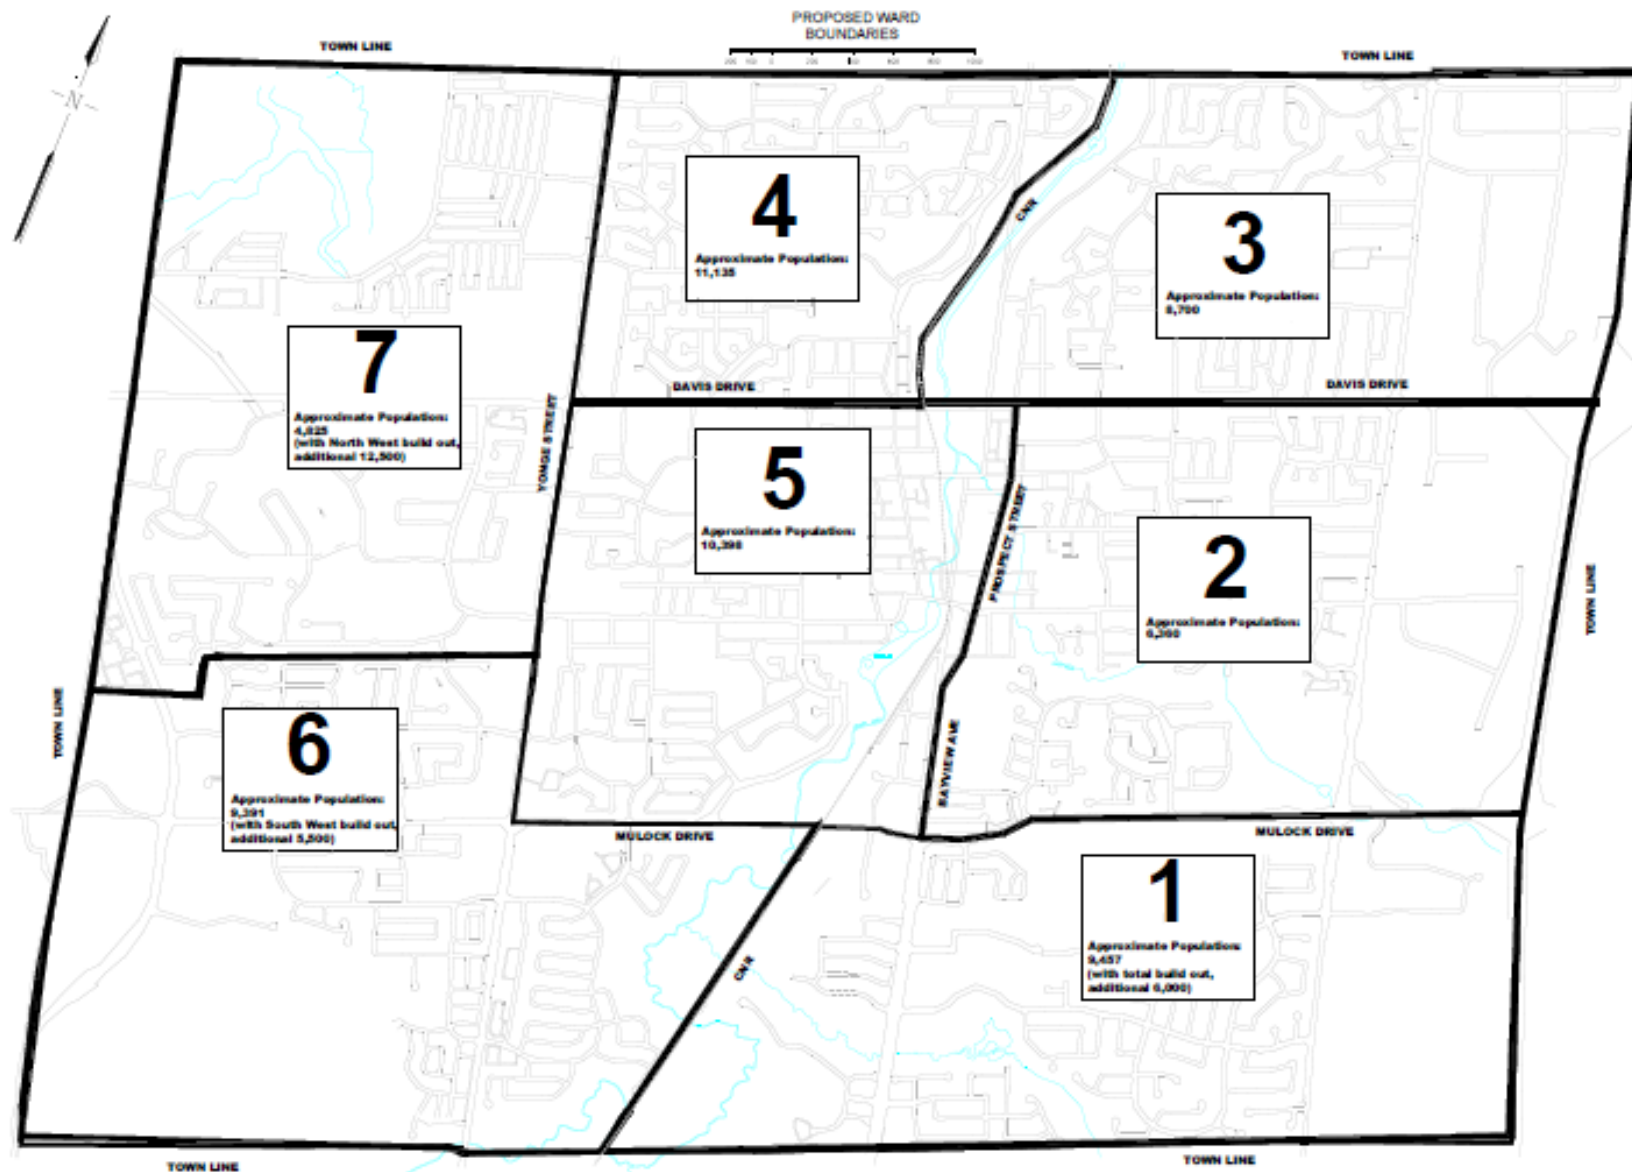 PROPOSED WARD
BOUNDARIES
TOWN LINE
TOWN LINE
N
4
Approximate Population:
11,135
CNR
3
Approximate Population:
7
Approximate Population:
4,825
(with North West build out,
additional 12,500)
YONGE STREET
DAVIS DRIVE
DAVIS DRIVE
5
Approximate Population:
10,398
PROSPECT STREET
2
Approximate Population:
TOWN LINE
TOWN LINE
6
Approximate Population:
9,391
(with South West build out,
additional 5,500)
BAYVIEW AVE
MULOCK DRIVE
MULOCK DRIVE
CNR
1
Approximate Population:
9,457
(with total build out,
additional 6,000)
TOWN LINE
TOWN LINE